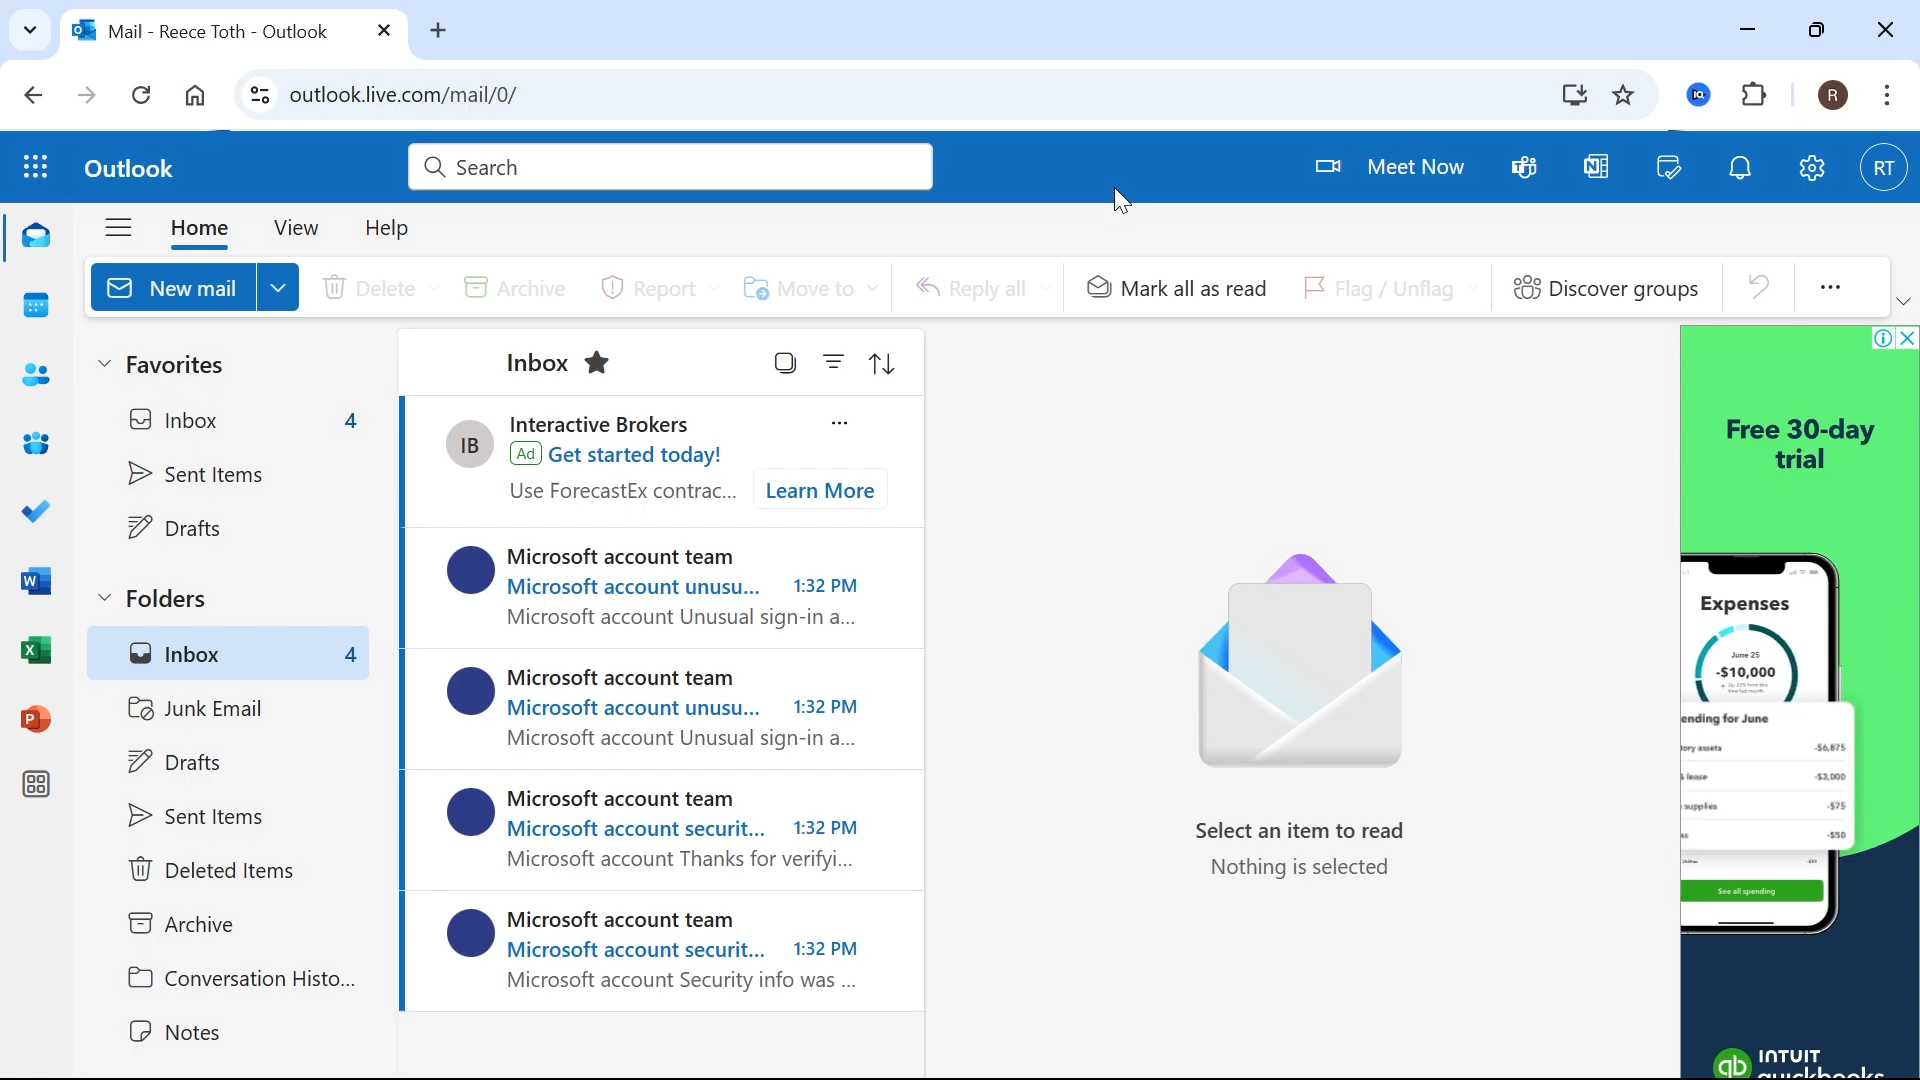 Mail - Reece Toth - Outlook
outlook.live.com/mail/0/
R
Outlook
Search
Meet Now
RT
Home View Help
New mail Delete Archive Report Move to Reply all Mark all as read Flag / Unflag Discover groups
Favorites
Inbox 4
Sent Items
Drafts
Folders
Inbox 4
Junk Email
Drafts
Sent Items
Deleted Items
Archive
Conversation Histo...
Notes
Inbox
IB
Interactive Brokers
Ad Get started today!
Use ForecastEx contrac... Learn More
Microsoft account team
Microsoft account unusu... 1:32 PM
Microsoft account Unusual sign-in a...
Microsoft account team
Microsoft account unusu... 1:32 PM
Microsoft account Unusual sign-in a...
Microsoft account team
Microsoft account securit... 1:32 PM
Microsoft account Thanks for verifyi...
Microsoft account team
Microsoft account securit... 1:32 PM
Microsoft account Security info was ...
Select an item to read
Nothing is selected
Free 30-day
trial
Expenses
June 25
-$10,000
ending for June
-$6,875
lease -$3,000
supplies -$75
-$50
See all spending
qb INTUIT
quickbooks